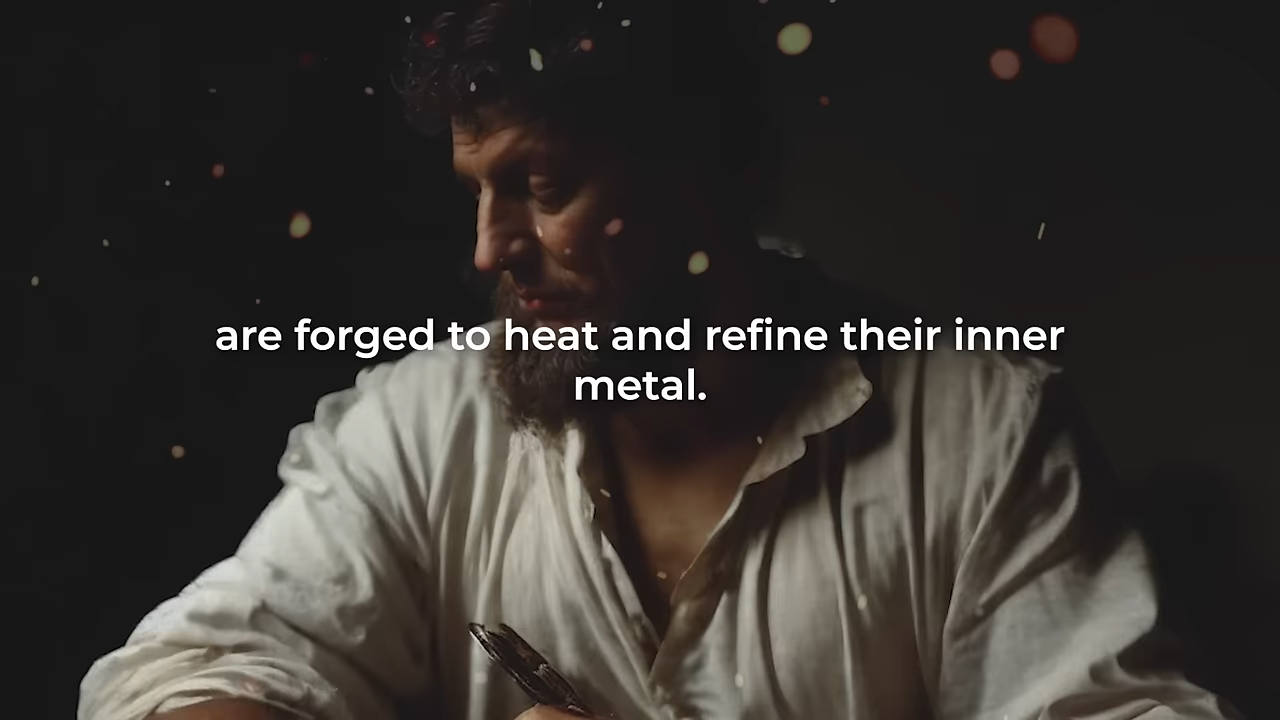 are forged to heat and refine their inner
metal.